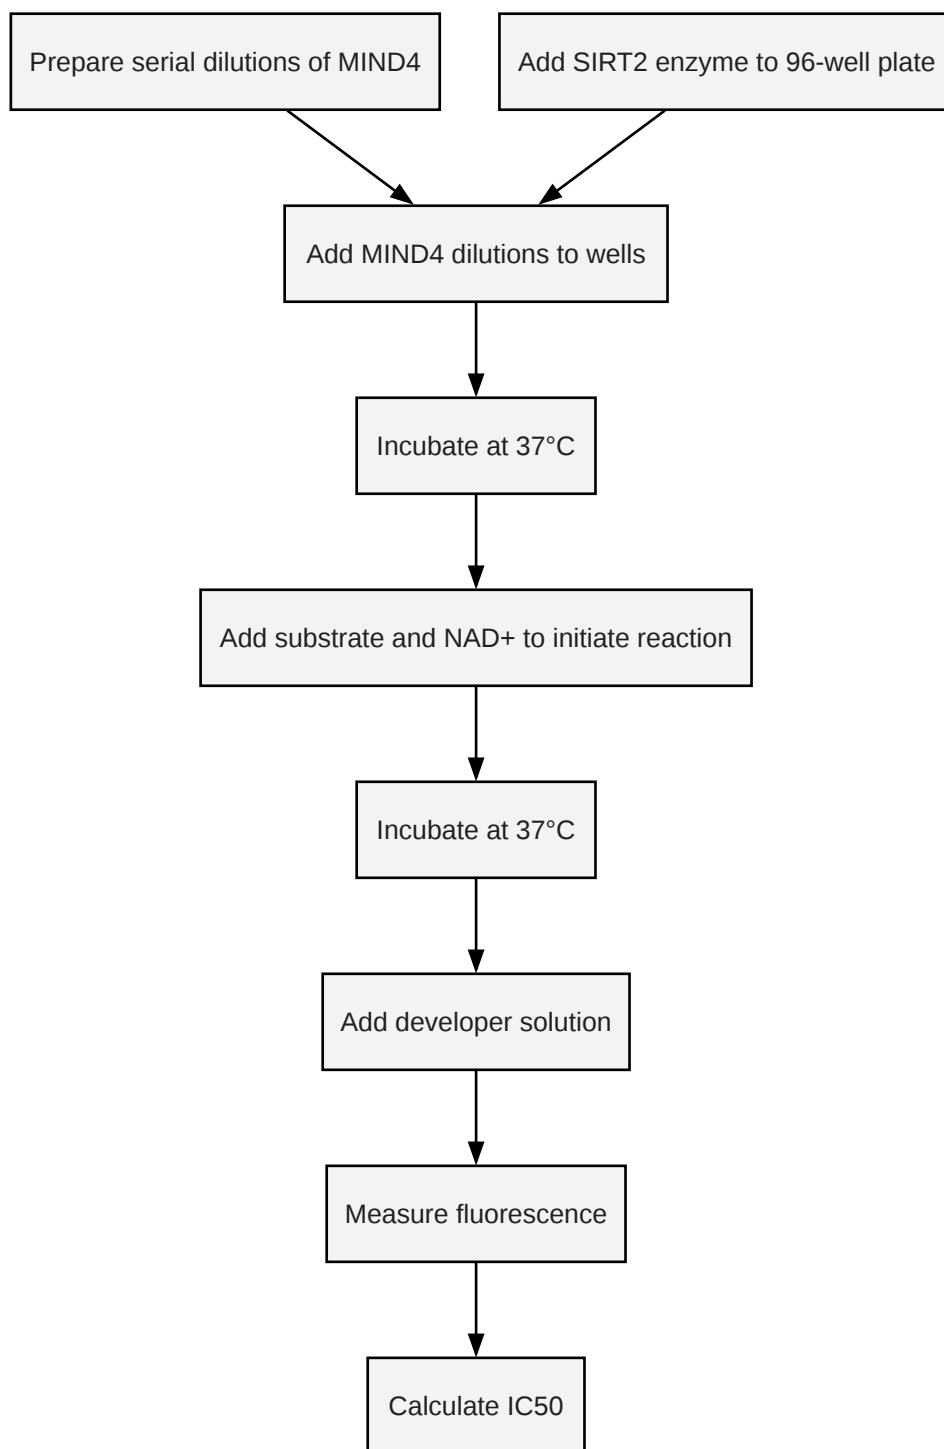 Prepare serial dilutions of MIND4
Add SIRT2 enzyme to 96-well plate
Add MIND4 dilutions to wells
Incubate at 37°C
Add substrate and NAD+ to initiate reaction
Incubate at 37°C
Add developer solution
Measure fluorescence
Calculate IC50